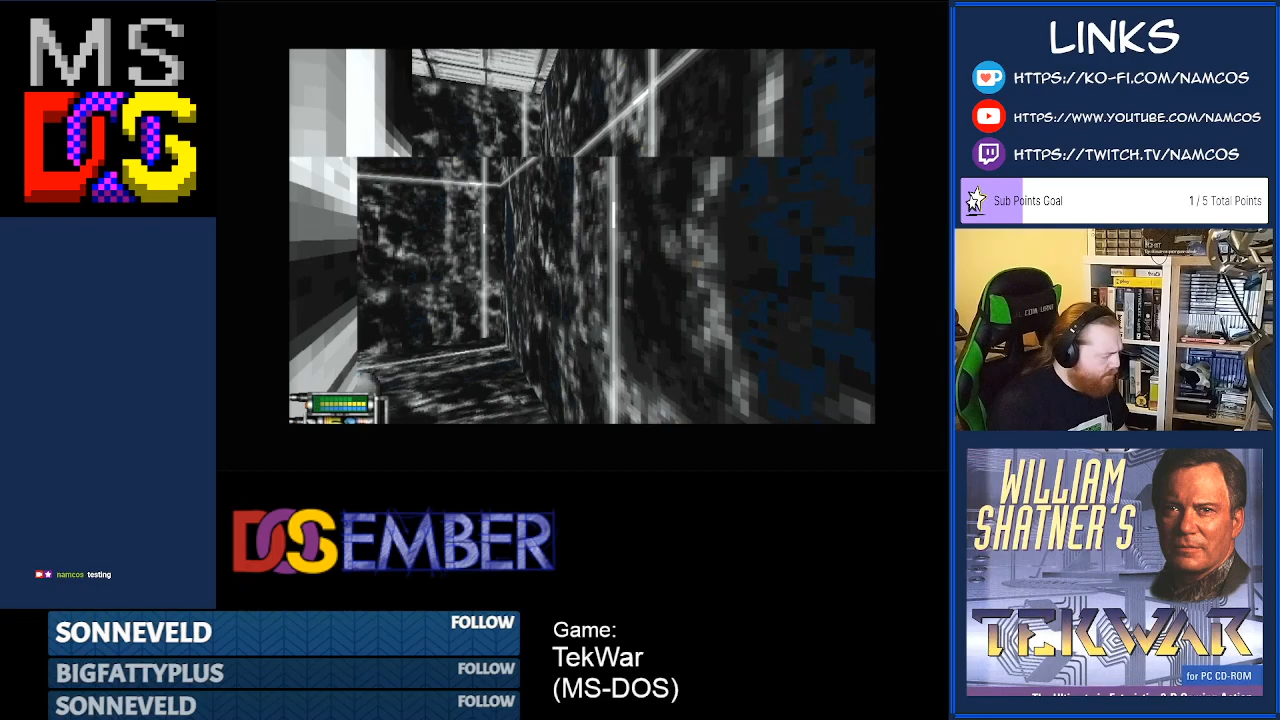 MS
DOS
namcos testing
DOSEMBER
SONNEVELD FOLLOW
BIGFATTYPLUS FOLLOW
SONNEVELD FOLLOW
Game:
TekWar
(MS-DOS)
LINKS
HTTPS://KO-FI.COM/NAMCOS
HTTPS://WWW.YOUTUBE.COM/NAMCOS
HTTPS://TWITCH.TV/NAMCOS
Sub Points Goal 1 / 5 Total Points
WILLIAM
SHATNER'S
TEKWAR
for PC CD-ROM